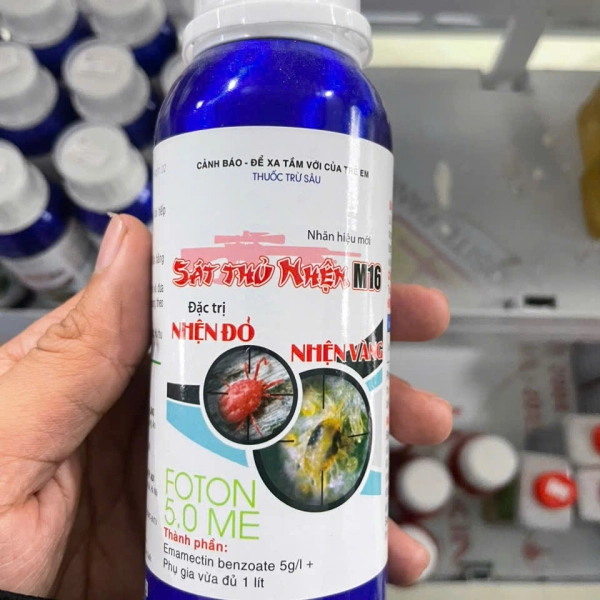 CẢNH BÁO - ĐỂ XA TẦM VỚI CỦA TRẺ EM
THUỐC TRỪ SÂU
Nhãn hiệu mới
SÁT THỦ NHỆN M16
Đặc trị
NHỆN ĐỎ
NHỆN VÀNG
FOTON
5,0 ME
Thành phần:
Emamectin benzoate 5g/l +
Phụ gia vừa đủ 1 lít